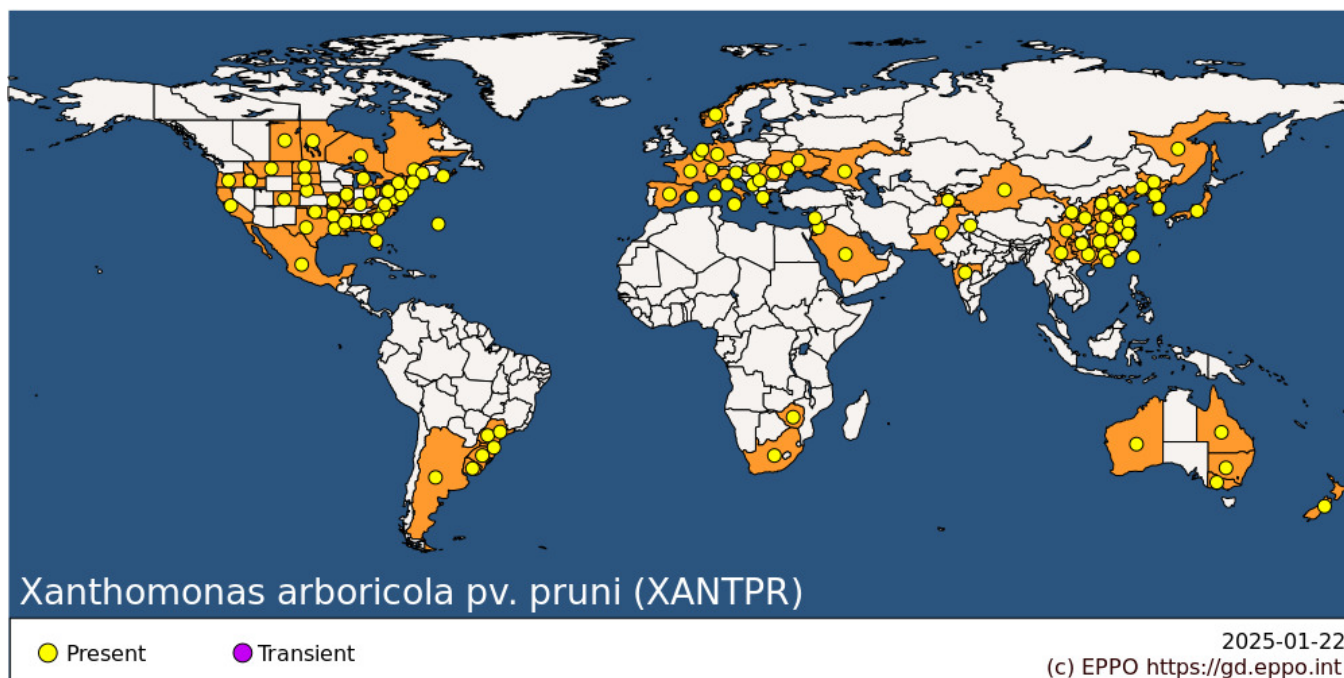 Xanthomonas arboricola pv. pruni (XANTPR)
Present
Transient
2025-01-22
(c) EPPO https://gd.eppo.int